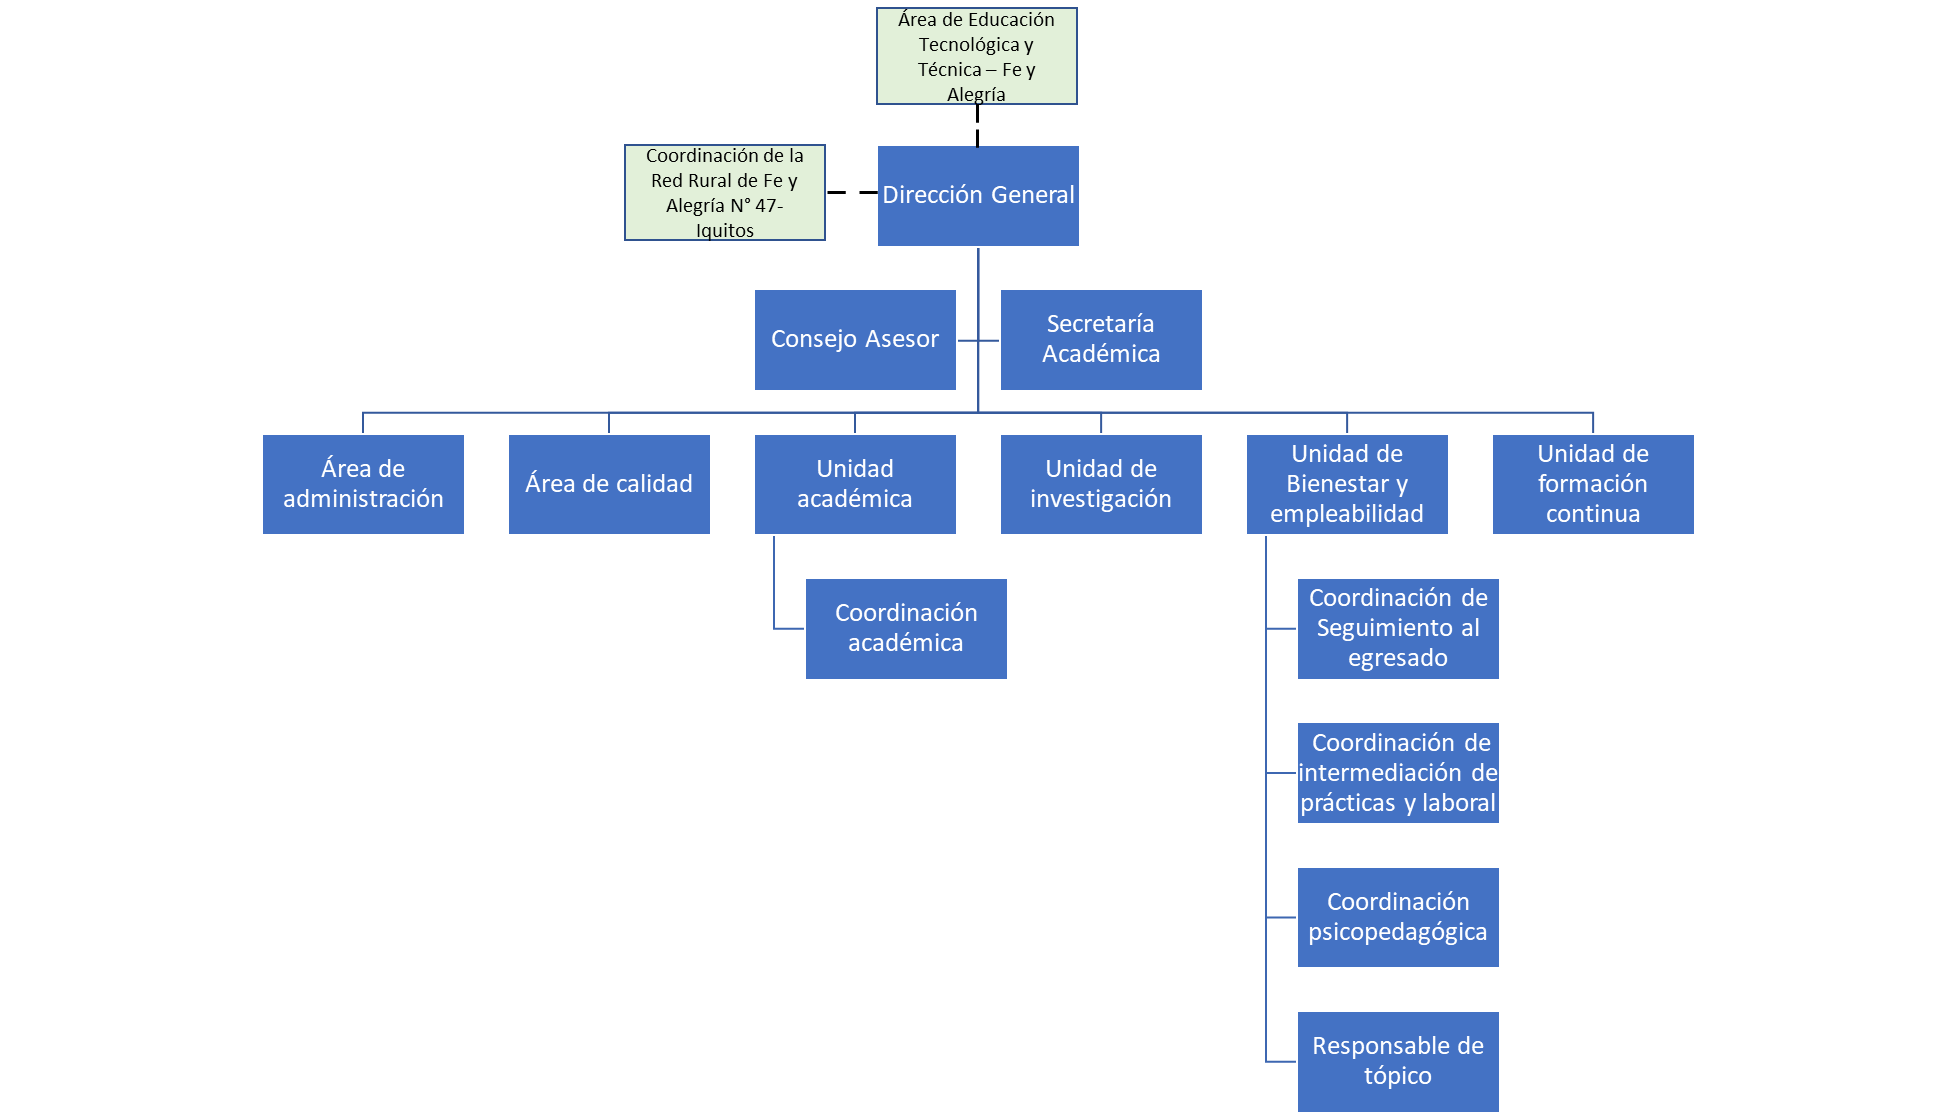 Área de Educación
Tecnológica y
Técnica – Fe y
Alegría
Coordinación de la
Red Rural de Fe y
Alegría N° 47-
Iquitos
Dirección General
Consejo Asesor
Secretaría
Académica
Área de
administración
Área de calidad
Unidad
académica
Unidad de
investigación
Unidad de
Bienestar y
empleabilidad
Unidad de
formación
continua
Coordinación
académica
Coordinación de
Seguimiento al
egresado
Coordinación de
intermediación de
prácticas y laboral
Coordinación
psicopedagógica
Responsable de
tópico